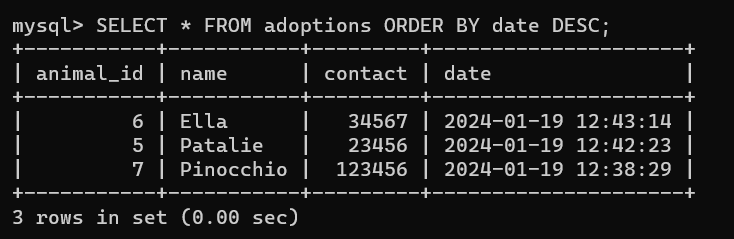 mysql> SELECT * FROM adoptions ORDER BY date DESC;
+-----------+-----------+---------+---------------------+
| animal_id | name      | contact | date                |
+-----------+-----------+---------+---------------------+
|         6 | Ella      |   34567 | 2024-01-19 12:43:14 |
|         5 | Patalie   |   23456 | 2024-01-19 12:42:23 |
|         7 | Pinocchio |  123456 | 2024-01-19 12:38:29 |
+-----------+-----------+---------+---------------------+
3 rows in set (0.00 sec)